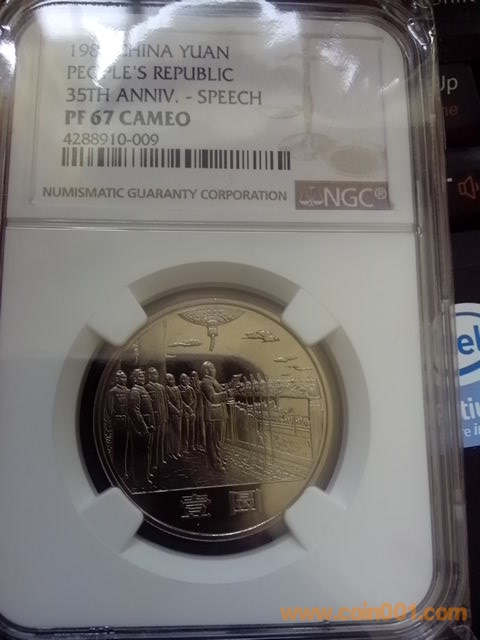 CHINA YUAN
PEOPLE'S REPUBLIC
35TH ANNIV. - SPEECH
PF 67 CAMEO
4288910-009
NUMISMATIC GUARANTY CORPORATION
NGC
壹 圆
www.coin001.com